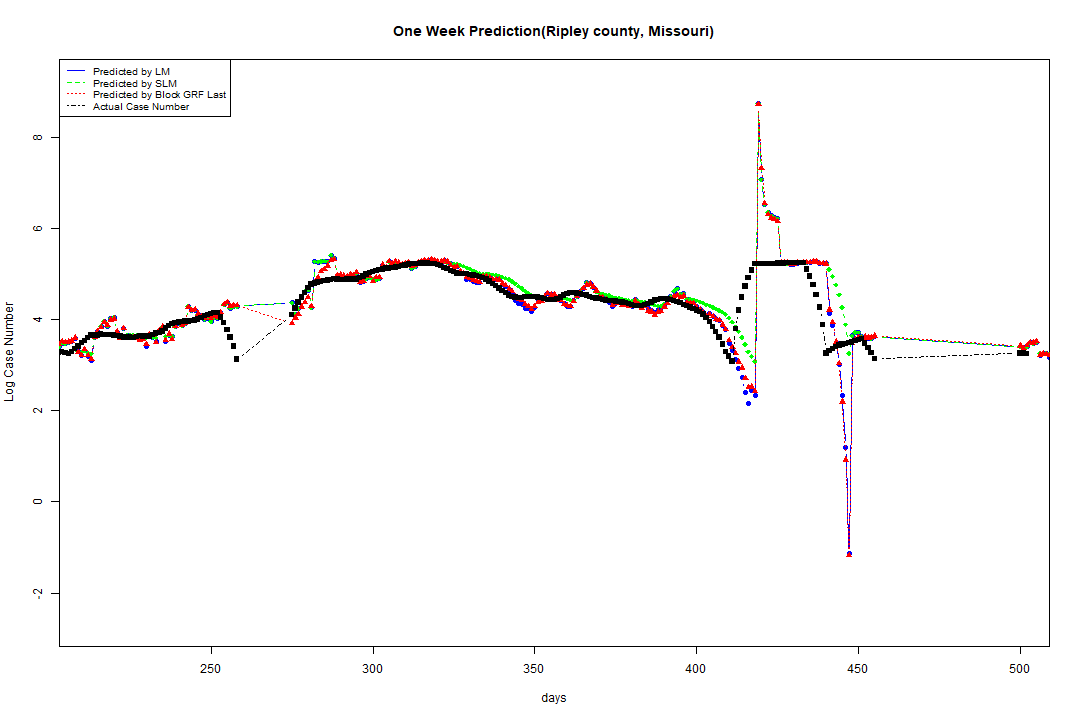 One Week Prediction(Ripley county, Missouri)
Predicted by LM
Predicted by SLM
Predicted by Block GRF Last
Actual Case Number
Log Case Number
8
6
4
2
0
-2
250 300 350 400 450 500
days